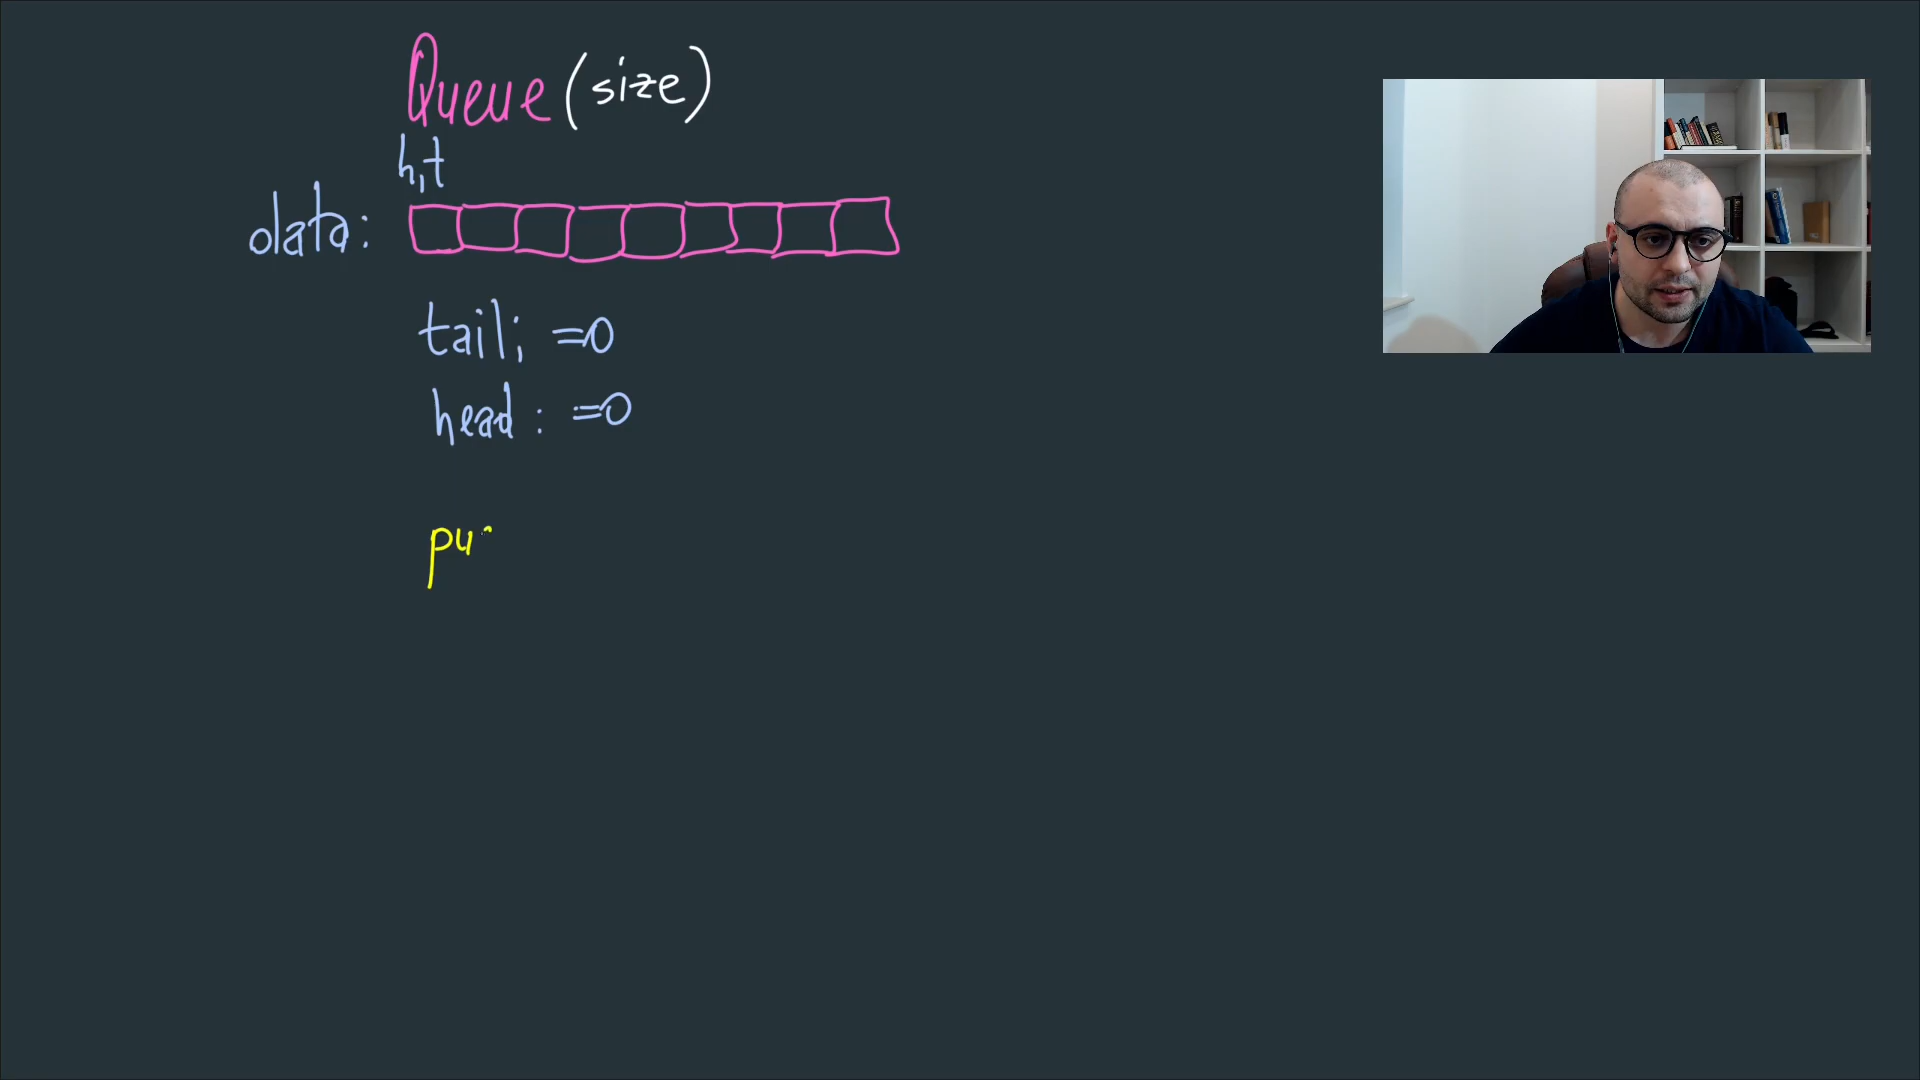 Queue (size)
h,t
data:
tail; =0
head: =0
pu